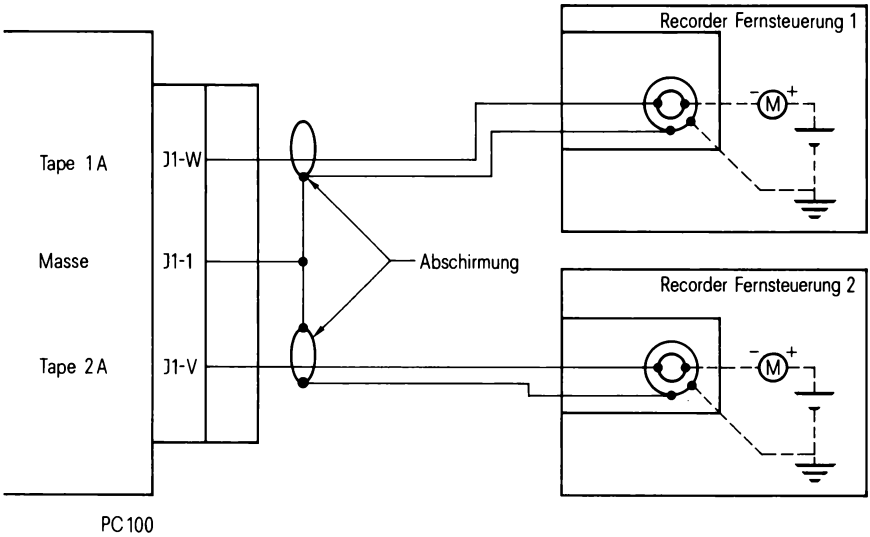 Recorder Fernsteuerung 1
- M +
Tape 1A J1-W
Masse J1-1
Abschirmung
Recorder Fernsteuerung 2
- M +
Tape 2A J1-V
PC100